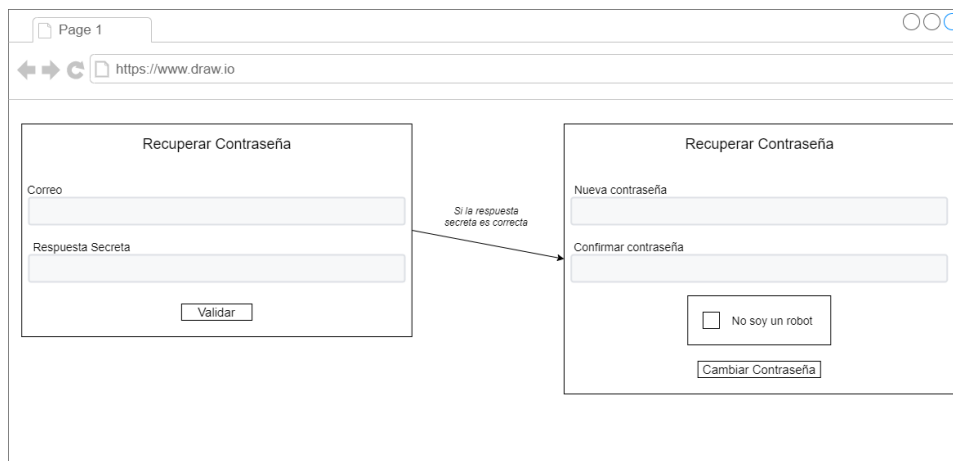 Page 1
https://www.draw.io
Recuperar Contraseña
Correo
Respuesta Secreta
Validar
Si la respuesta
secreta es correcta
Recuperar Contraseña
Nueva contraseña
Confirmar contraseña
No soy un robot
Cambiar Contraseña